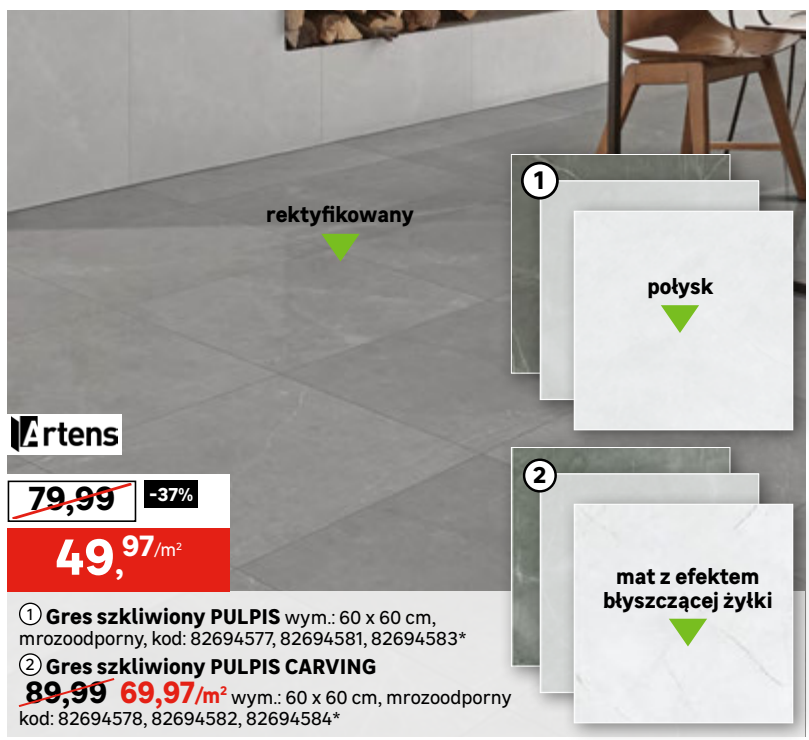 rektyfikowany
1
połysk
Artens
79,99
-37%
49,97/m²
2
mat z efektem
błyszczącej żyłki
① Gres szkliwiony PULPIS wym.: 60 x 60 cm,
mrozoodporny, kod: 82694577, 82694581, 82694583*
② Gres szkliwiony PULPIS CARVING
89,99 69,97/m² wym.: 60 x 60 cm, mrozoodporny
kod: 82694578, 82694582, 82694584*